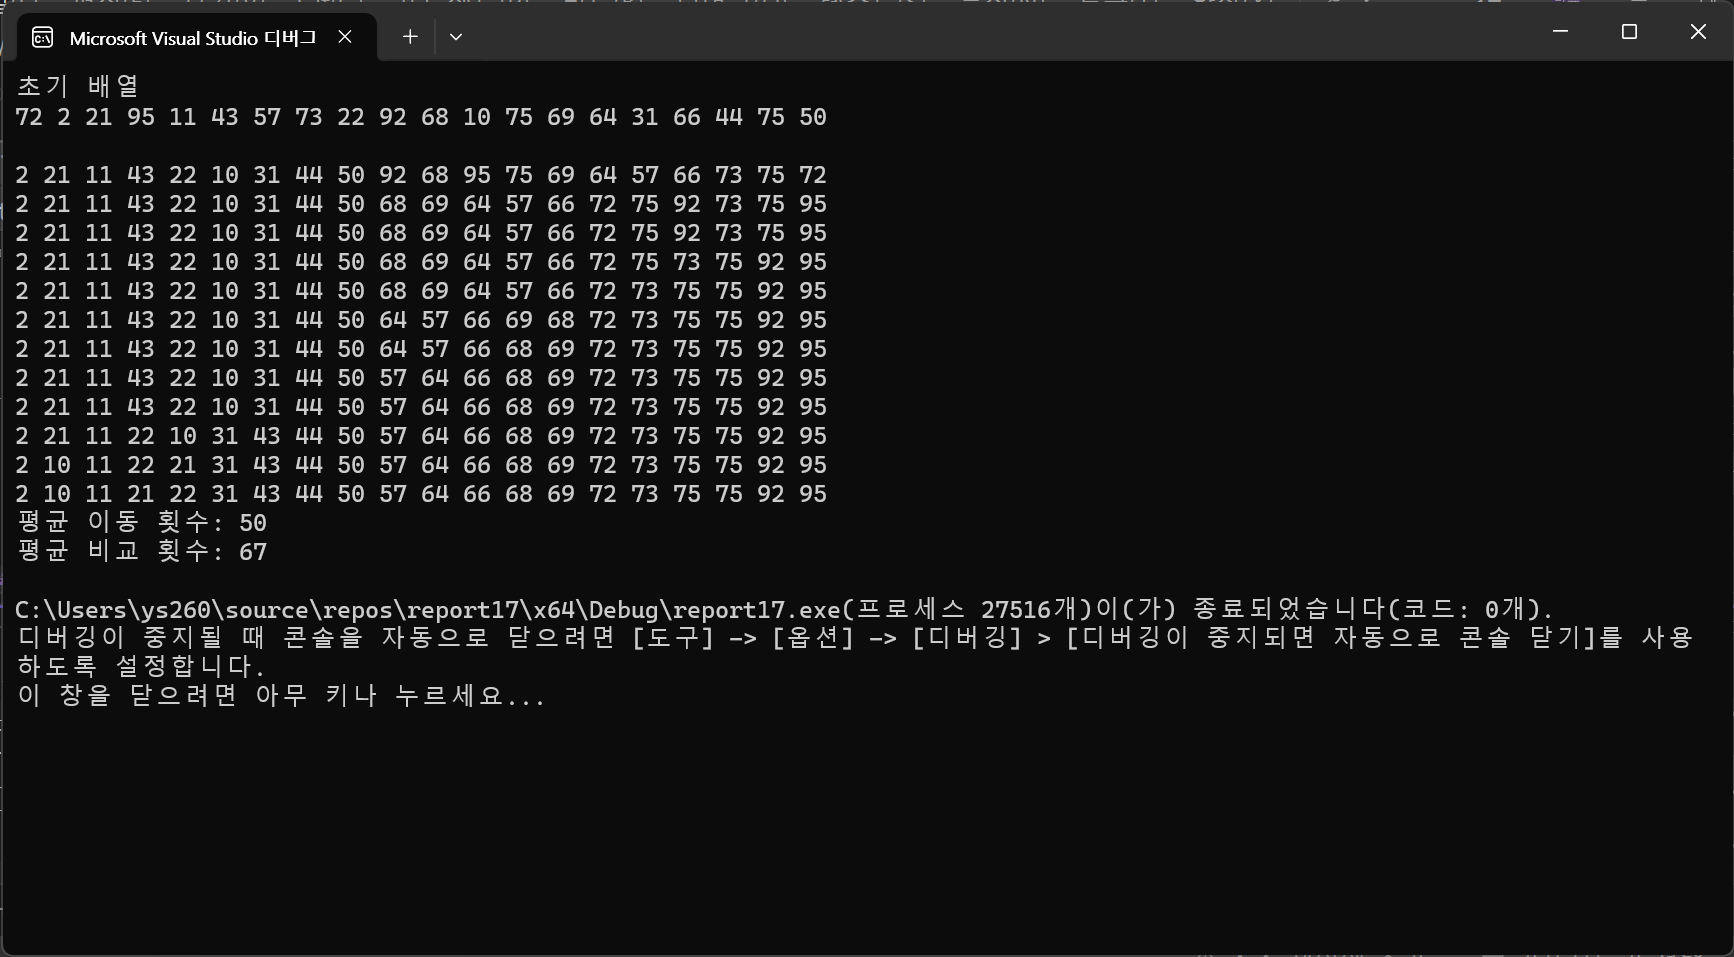 Microsoft Visual Studio 디버그
초기 배열
72 2 21 95 11 43 57 73 22 92 68 10 75 69 64 31 66 44 75 50
2 21 11 43 22 10 31 44 50 92 68 95 75 69 64 57 66 73 75 72
2 21 11 43 22 10 31 44 50 68 69 64 57 66 72 75 92 73 75 95
2 21 11 43 22 10 31 44 50 68 69 64 57 66 72 75 92 73 75 95
2 21 11 43 22 10 31 44 50 68 69 64 57 66 72 75 73 75 92 95
2 21 11 43 22 10 31 44 50 68 69 64 57 66 72 73 75 75 92 95
2 21 11 43 22 10 31 44 50 64 57 66 69 68 72 73 75 75 92 95
2 21 11 43 22 10 31 44 50 64 57 66 68 69 72 73 75 75 92 95
2 21 11 43 22 10 31 44 50 57 64 66 68 69 72 73 75 75 92 95
2 21 11 43 22 10 31 44 50 57 64 66 68 69 72 73 75 75 92 95
2 21 11 22 10 31 43 44 50 57 64 66 68 69 72 73 75 75 92 95
2 10 11 22 21 31 43 44 50 57 64 66 68 69 72 73 75 75 92 95
2 10 11 21 22 31 43 44 50 57 64 66 68 69 72 73 75 75 92 95
평균 이동 횟수: 50
평균 비교 횟수: 67
C:\Users\ys260\source\repos\report17\x64\Debug\report17.exe(프로세스 27516개)이(가) 종료되었습니다(코드: 0개).
디버깅이 중지될 때 콘솔을 자동으로 닫으려면 [도구] -> [옵션] -> [디버깅] > [디버깅이 중지되면 자동으로 콘솔 닫기]를 사용
하도록 설정합니다.
이 창을 닫으려면 아무 키나 누르세요...